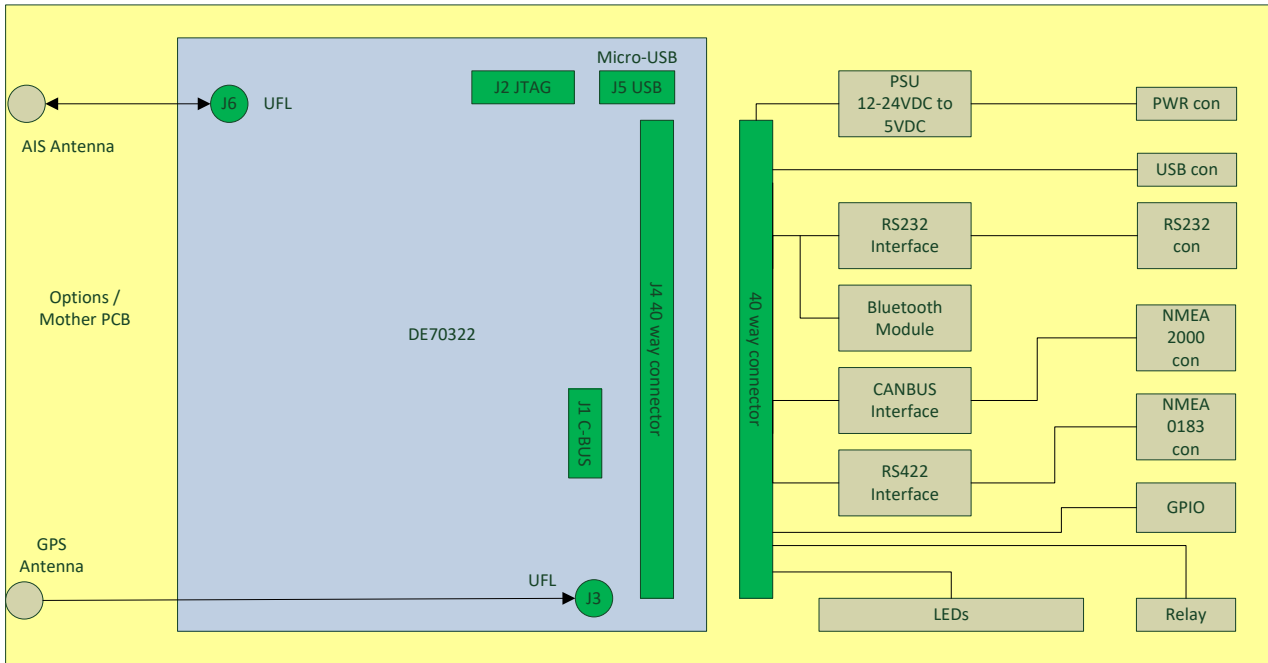 Micro-USB
J2 JTAG
J5 USB
J6
UFL
AIS Antenna
Options /
Mother PCB
DE70322
J4 40 way connector
J1 C-BUS
GPS
Antenna
UFL
J3
40 way connector
PSU
12-24VDC to
5VDC
PWR con
USB con
RS232
Interface
RS232
con
Bluetooth
Module
NMEA
2000
con
CANBUS
Interface
NMEA
0183
con
RS422
Interface
GPIO
LEDs
Relay